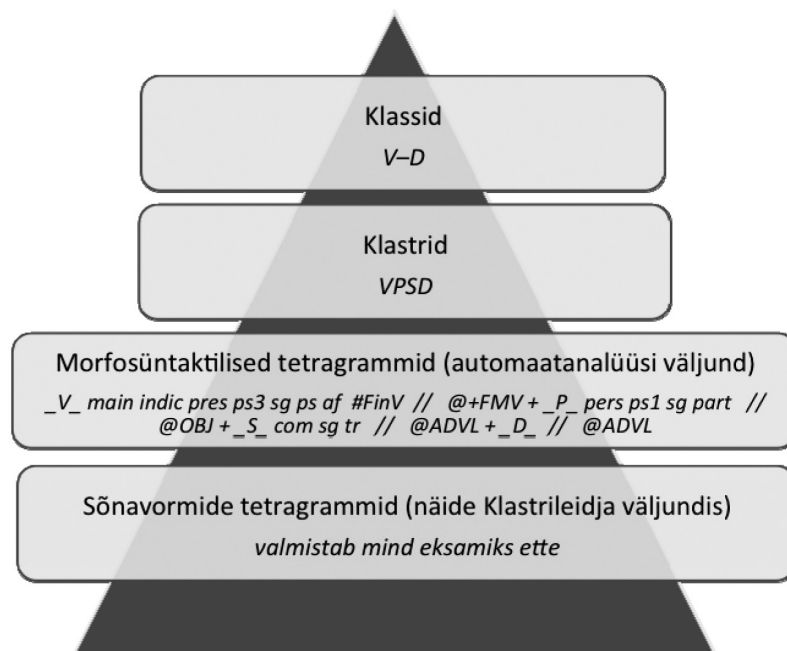 Klassid
V–D
Klastrid
VPSD
Morfosüntaktilised tetragrammid (automaatanalüüsi väljund)
_V_ main indic pres ps3 sg ps af #FinV // @+FMV + _P_ pers ps1 sg part //
@OBJ + _S_ com sg tr // @ADVL + _D_ // @ADVL
Sõnavormide tetragrammid (näide Klastrileidja väljundis)
valmistab mind eksamiks ette